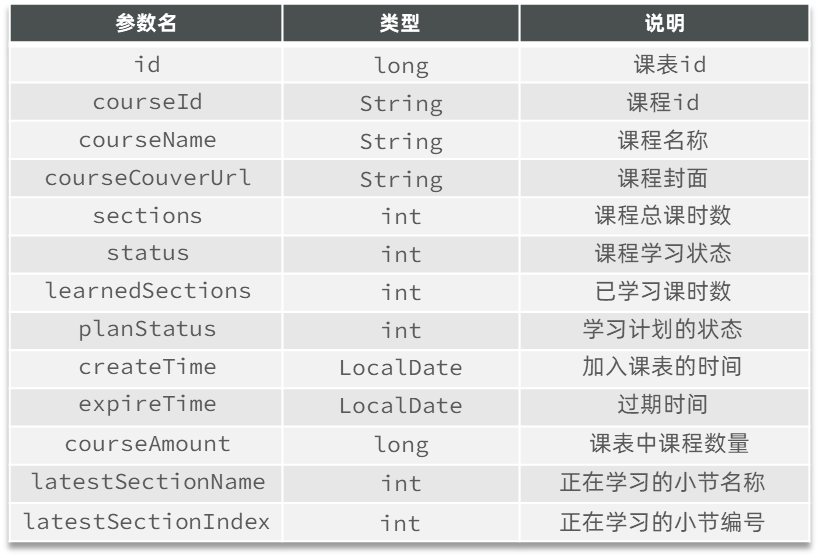 参数名 类型 说明
id long 课表id
courseId String 课程id
courseName String 课程名称
courseCouverUrl String 课程封面
sections int 课程总课时数
status int 课程学习状态
learnedSections int 已学习课时数
planStatus int 学习计划的状态
createTime LocalDate 加入课表的时间
expireTime LocalDate 过期时间
courseAmount long 课表中课程数量
latestSectionName int 正在学习的小节名称
latestSectionIndex int 正在学习的小节编号